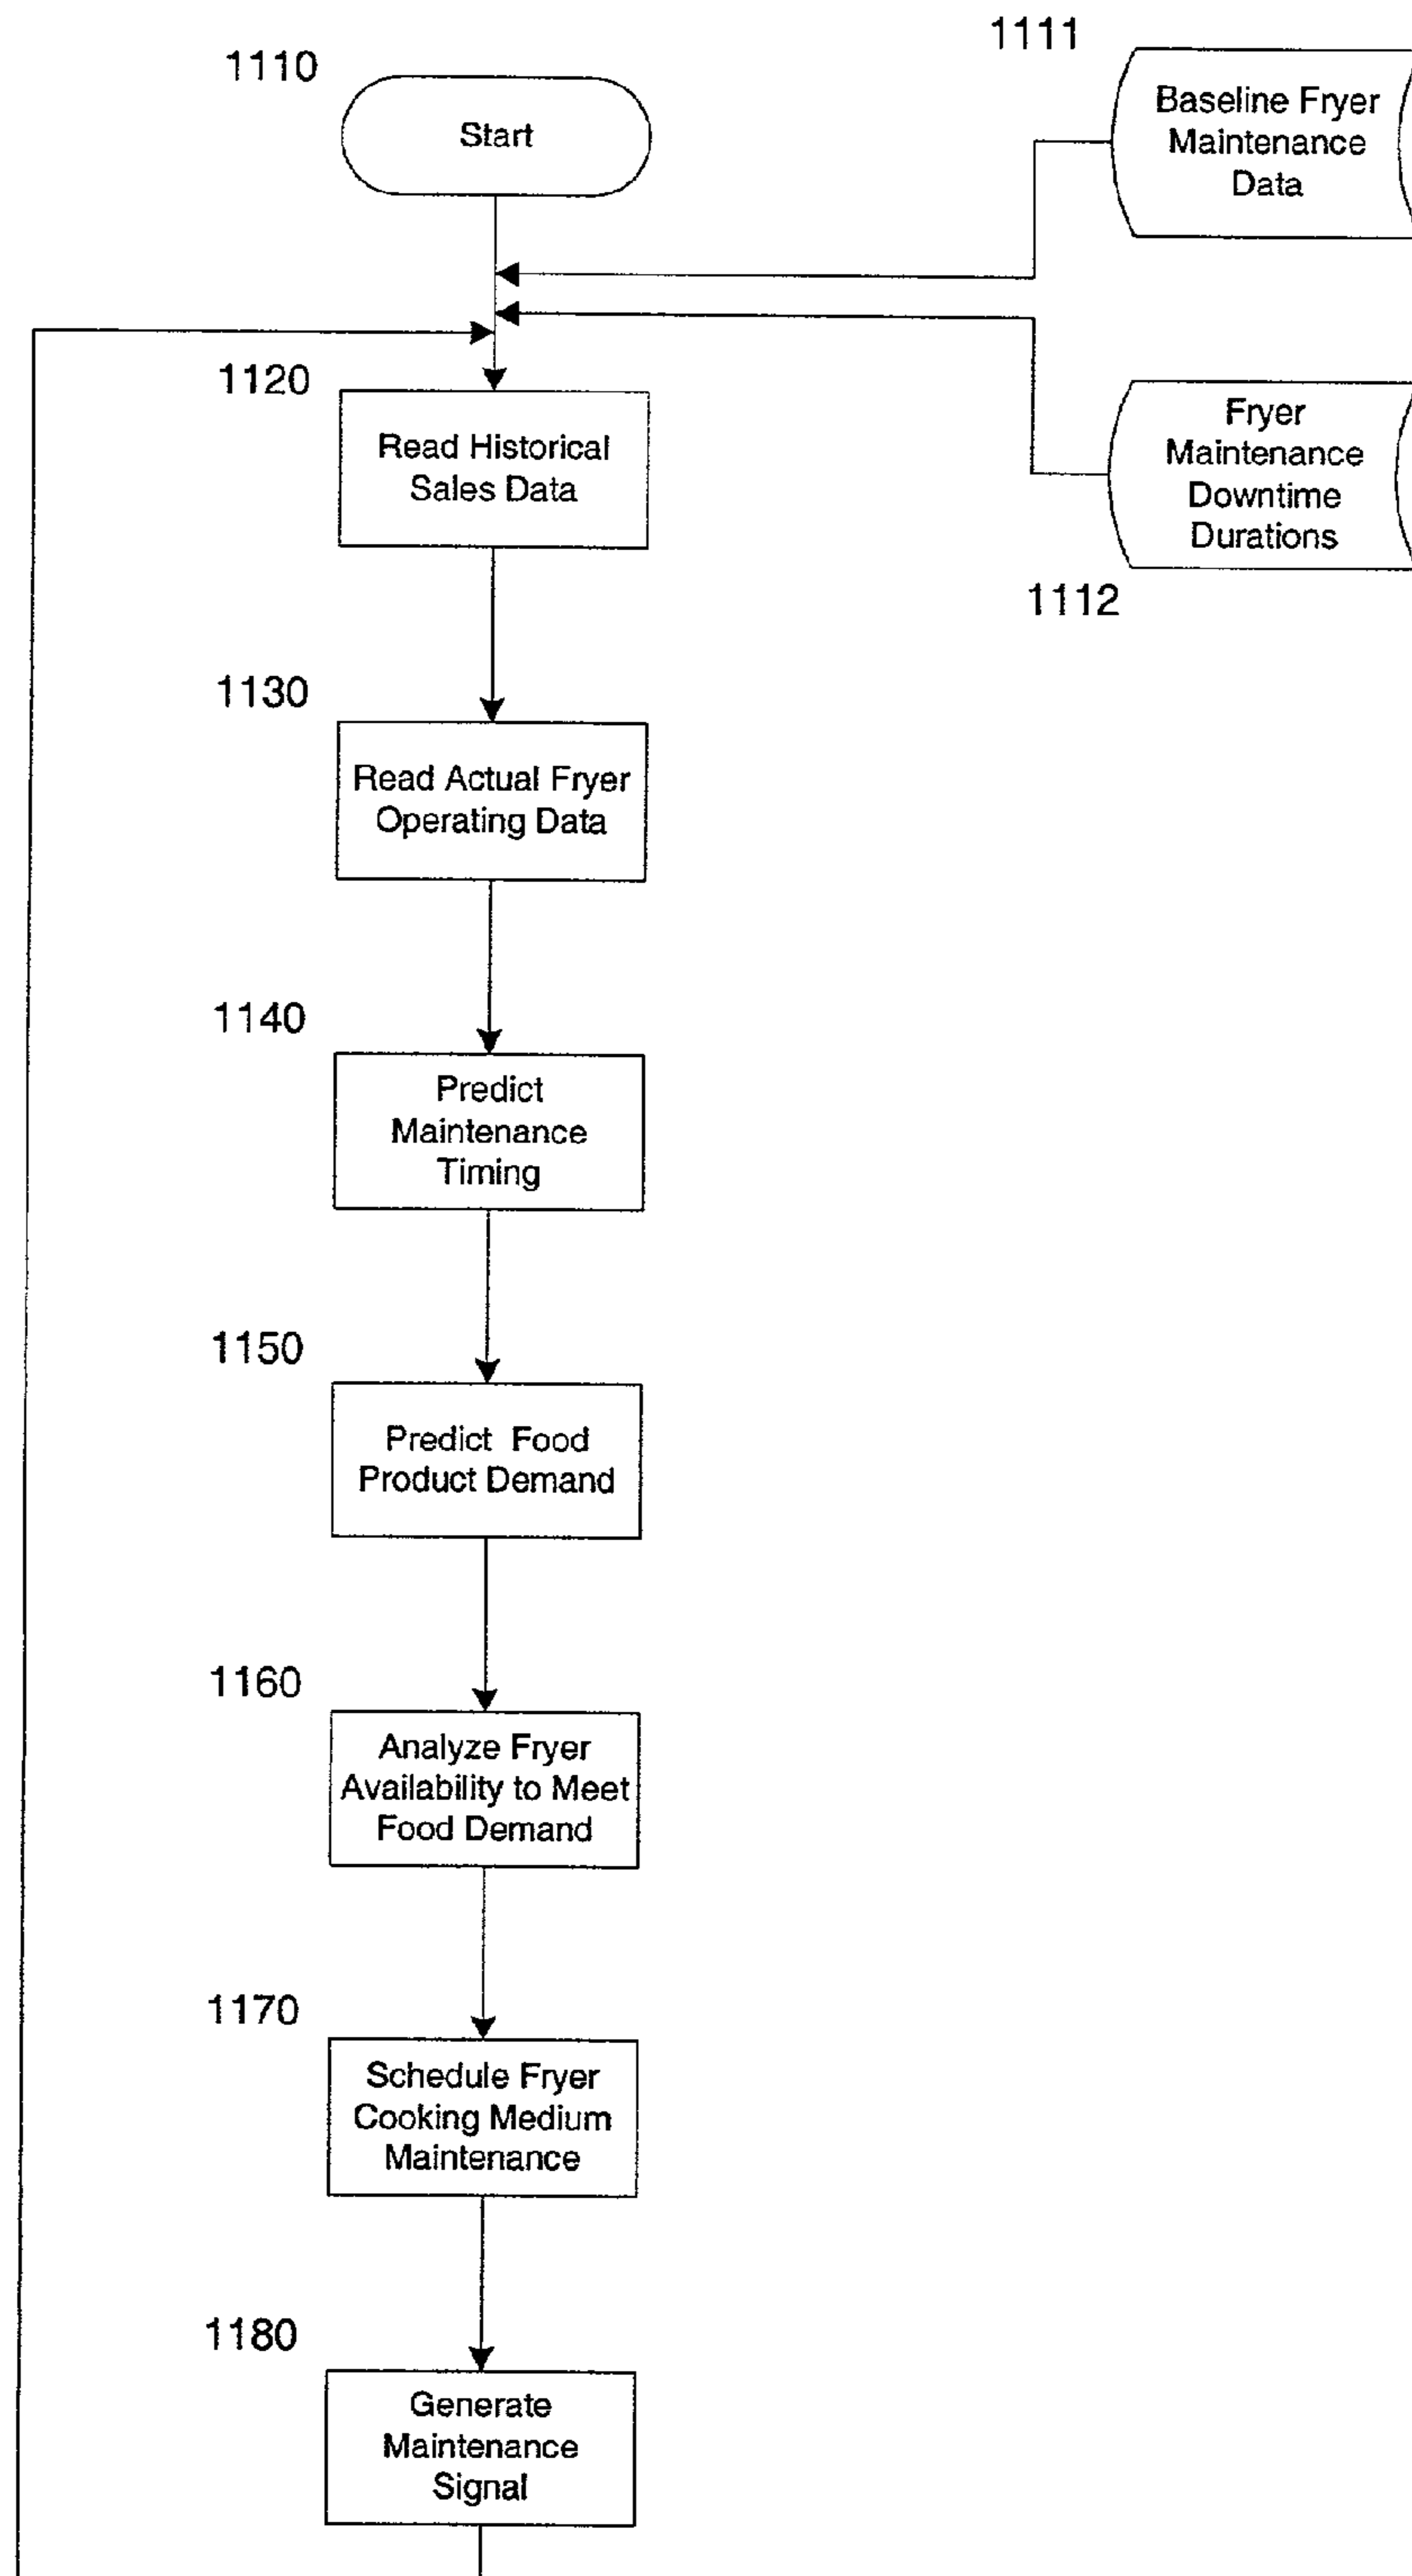 1110
Start
1111
Baseline Fryer
Maintenance
Data
1120
Read Historical
Sales Data
Fryer
Maintenance
Downtime
Durations
1112
1130
Read Actual Fryer
Operating Data
1140
Predict
Maintenance
Timing
1150
Predict Food
Product Demand
1160
Analyze Fryer
Availability to Meet
Food Demand
1170
Schedule Fryer
Cooking Medium
Maintenance
1180
Generate
Maintenance
Signal